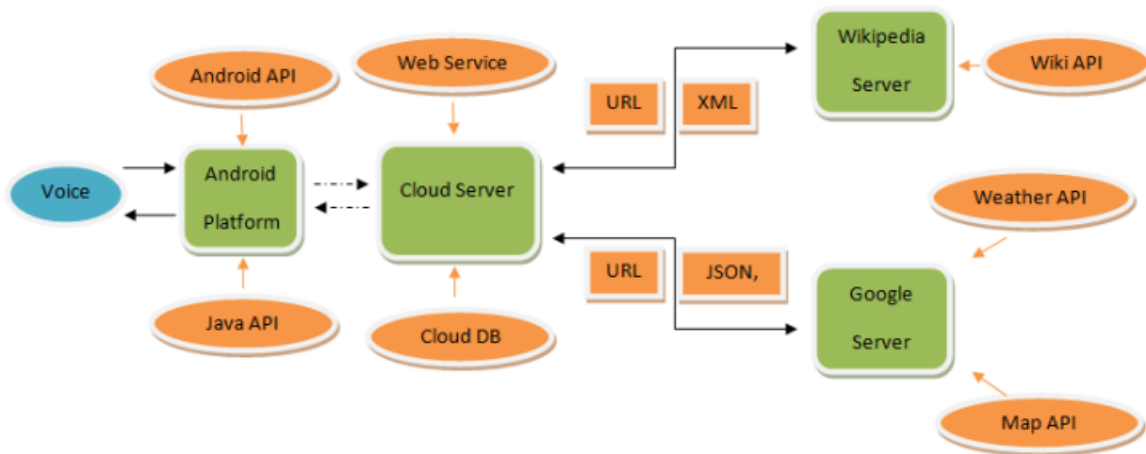 Android API
Web Service
Wikipedia
Server
Wiki API
URL
XML
Voice
Android
Platform
Cloud Server
Weather API
URL
JSON,
Java API
Cloud DB
Google
Server
Map API